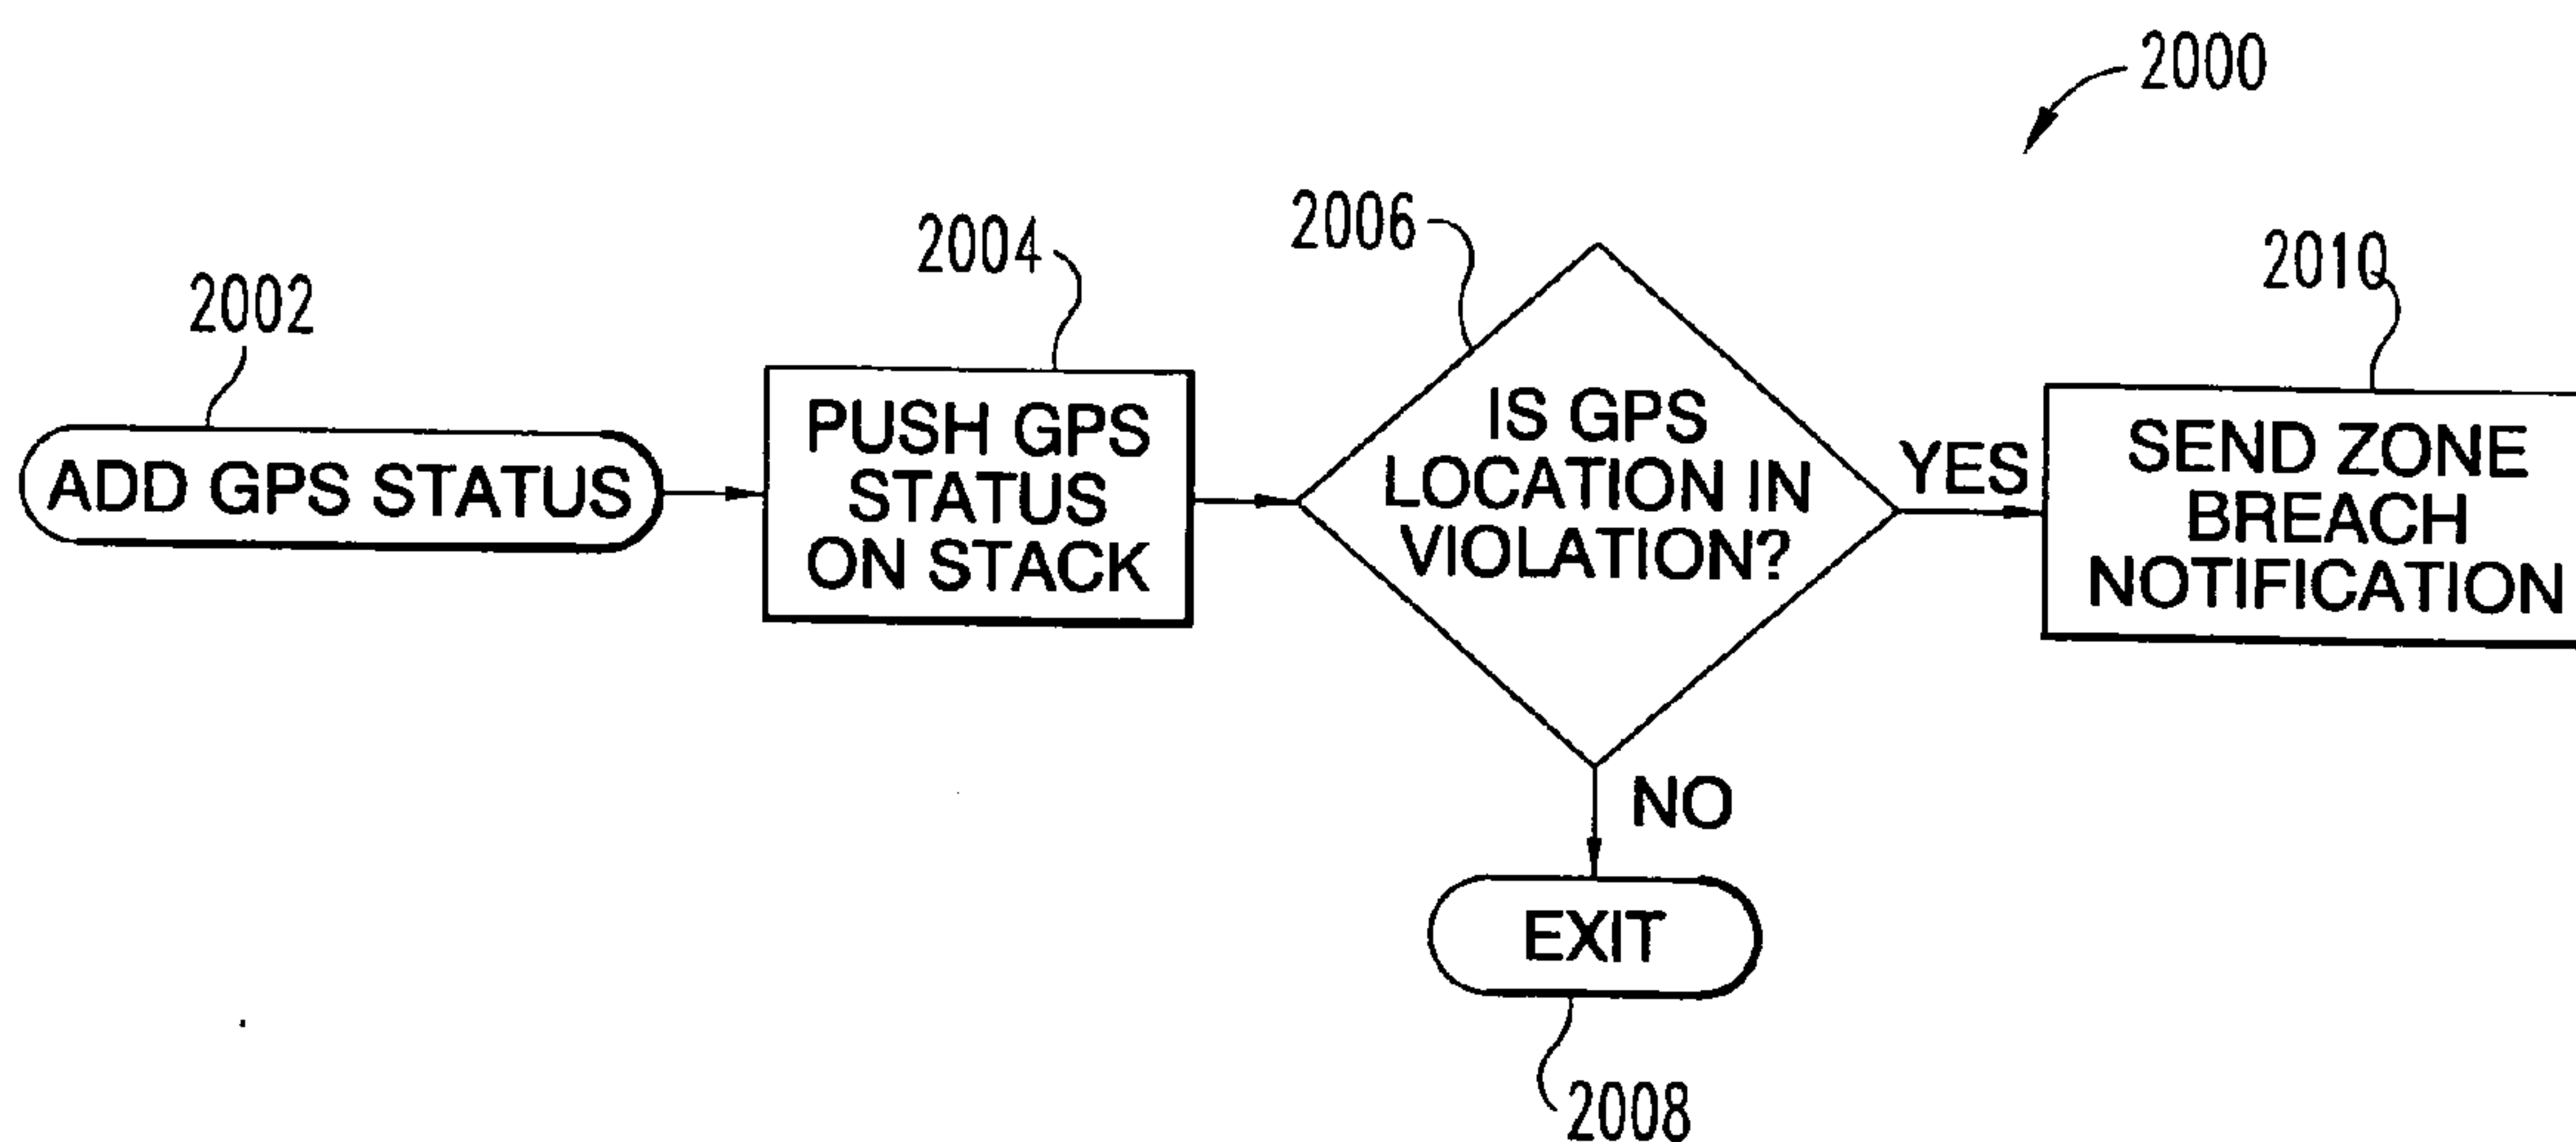 2000
2002
ADD GPS STATUS
2004
PUSH GPS
STATUS
ON STACK
2006
IS GPS
LOCATION IN
VIOLATION?
YES
2010
SEND ZONE
BREACH
NOTIFICATION
NO
EXIT
2008